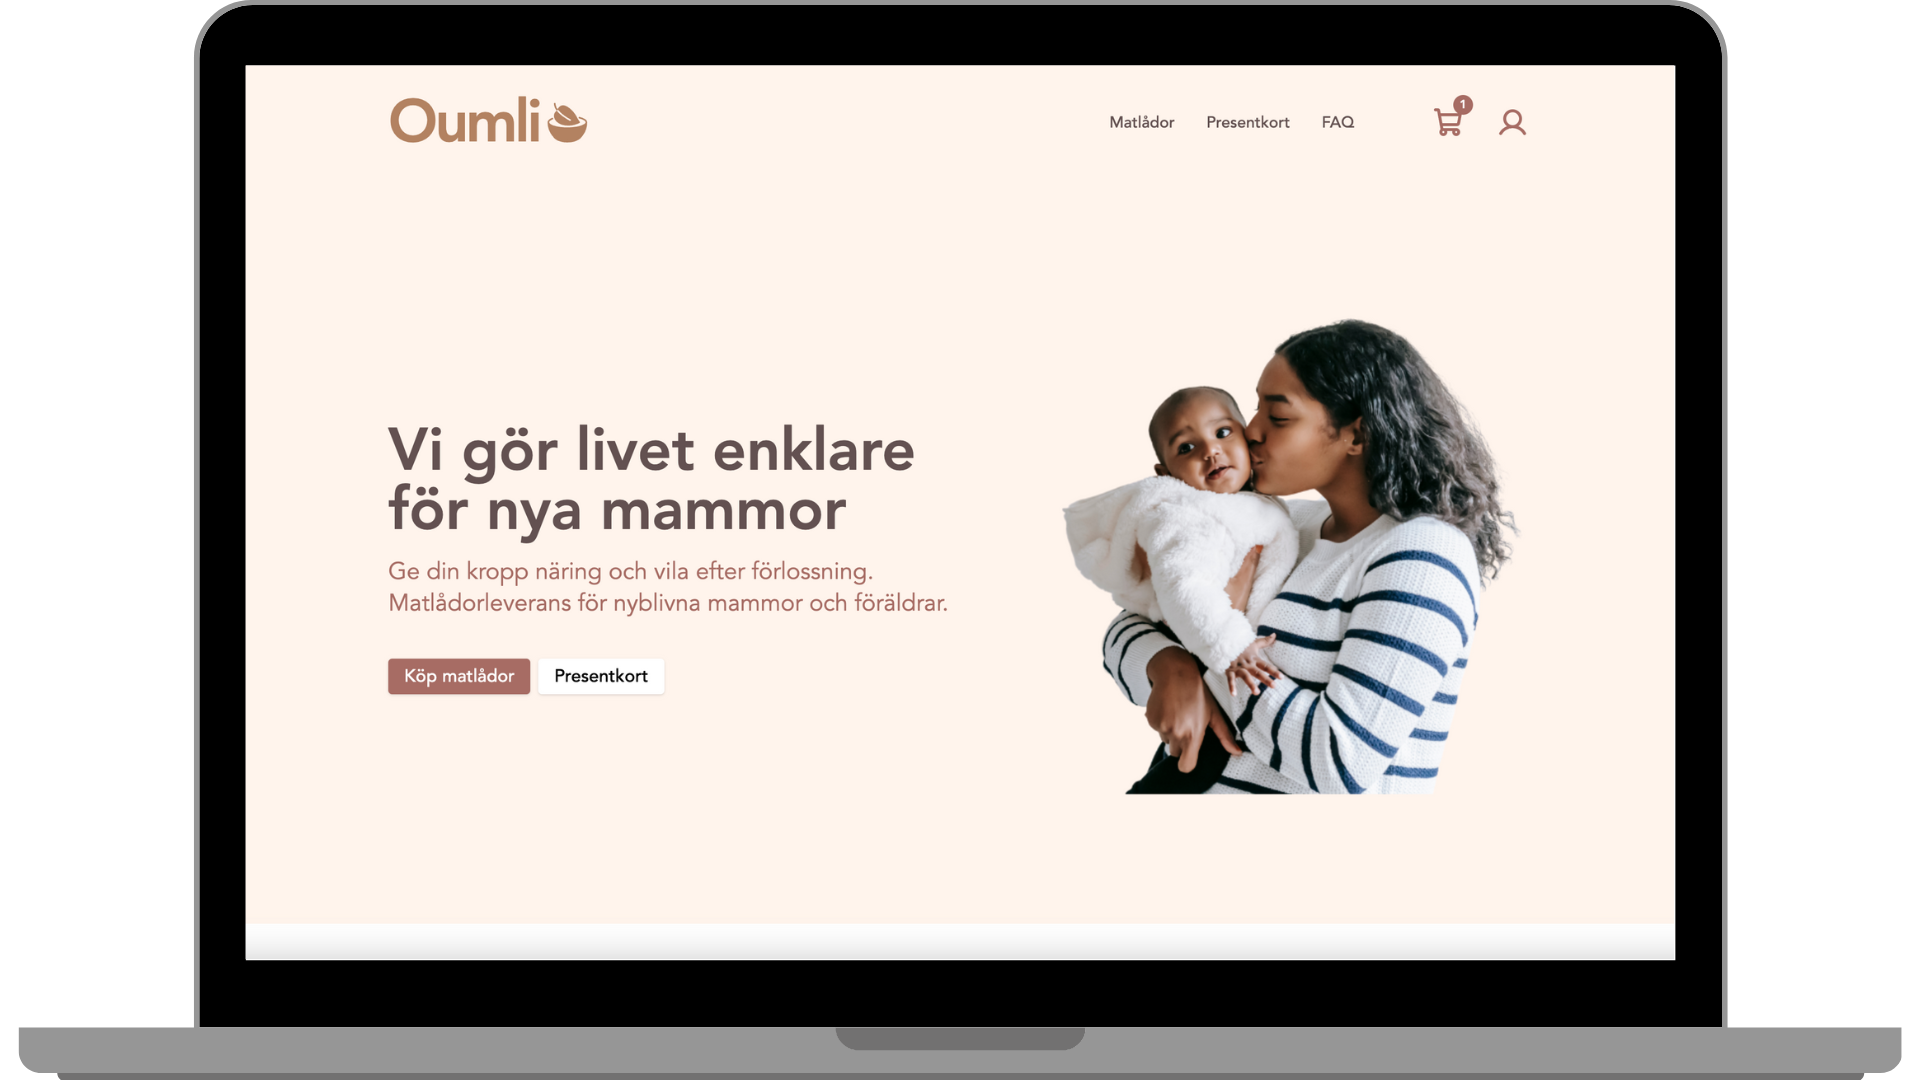 Oumli
Matlådor Presentkort FAQ 1
Vi gör livet enklare
för nya mammor
Ge din kropp näring och vila efter förlossning.
Matlådorleverans för nyblivna mammor och föräldrar.
Köp matlådor Presentkort